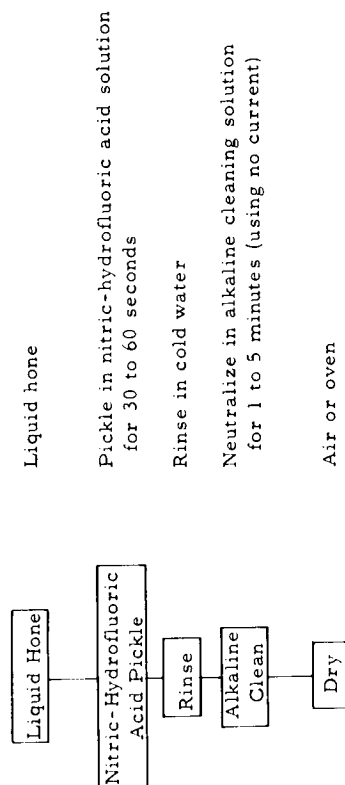 Liquid Hone
Liquid hone
Nitric-Hydrofluoric
Acid Pickle
Pickle in nitric-hydrofluoric acid solution
for 30 to 60 seconds
Rinse
Rinse in cold water
Alkaline
Clean
Neutralize in alkaline cleaning solution
for 1 to 5 minutes (using no current)
Dry
Air or oven